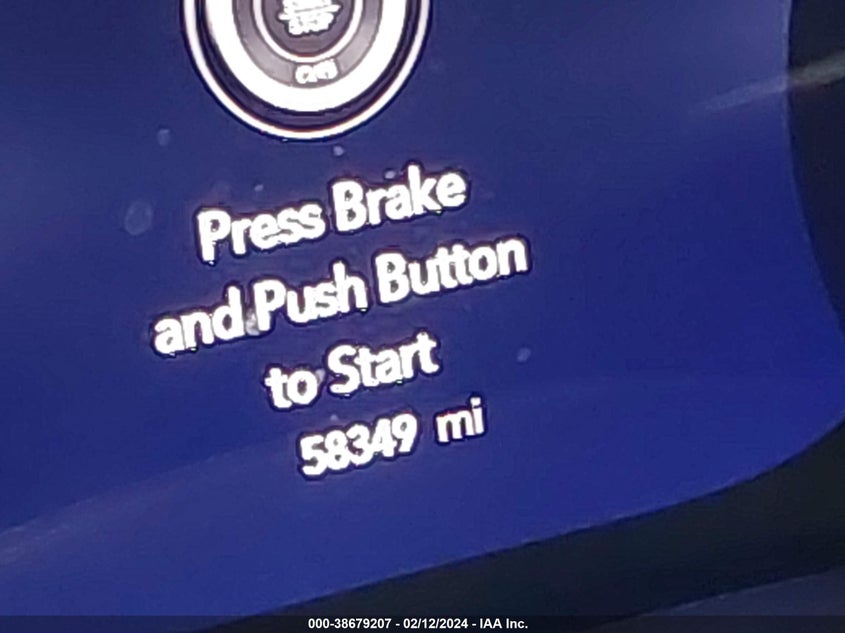 Press Brake
and Push Button
to Start
58349 mi
000-38679207 - 02/12/2024 - IAA Inc.